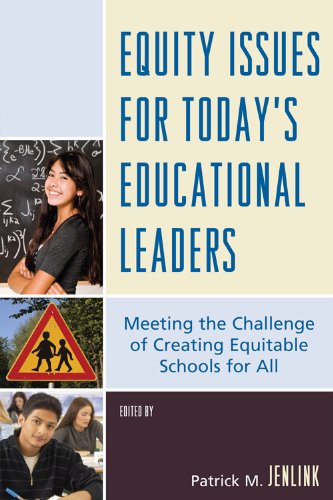 EQUITY ISSUES
FOR TODAY'S
EDUCATIONAL
LEADERS
Meeting the Challenge
of Creating Equitable
Schools for All
EDITED BY
Patrick M. JENLINK